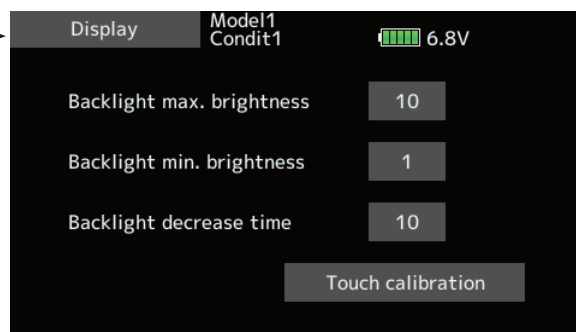 Display
Model1
Condit1
6.8V
Backlight max. brightness 10
Backlight min. brightness 1
Backlight decrease time 10
Touch calibration